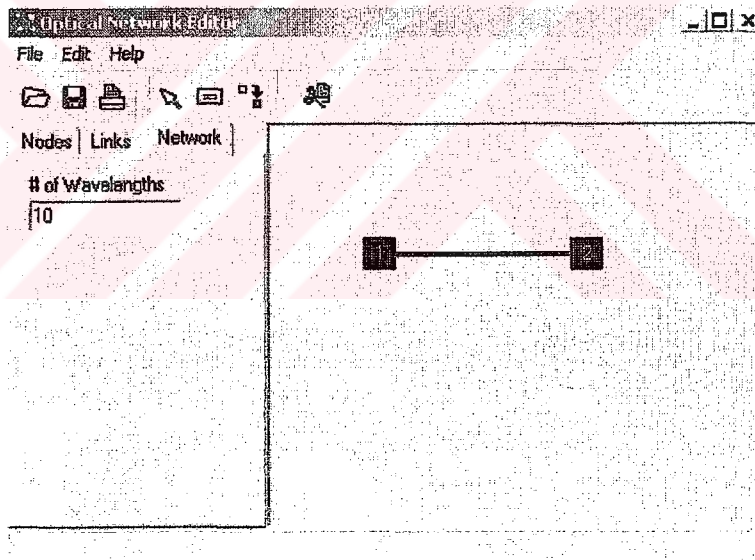 Optical Network Editor
File Edit Help
Nodes Links Network
# of Wavelengths
10
1 2